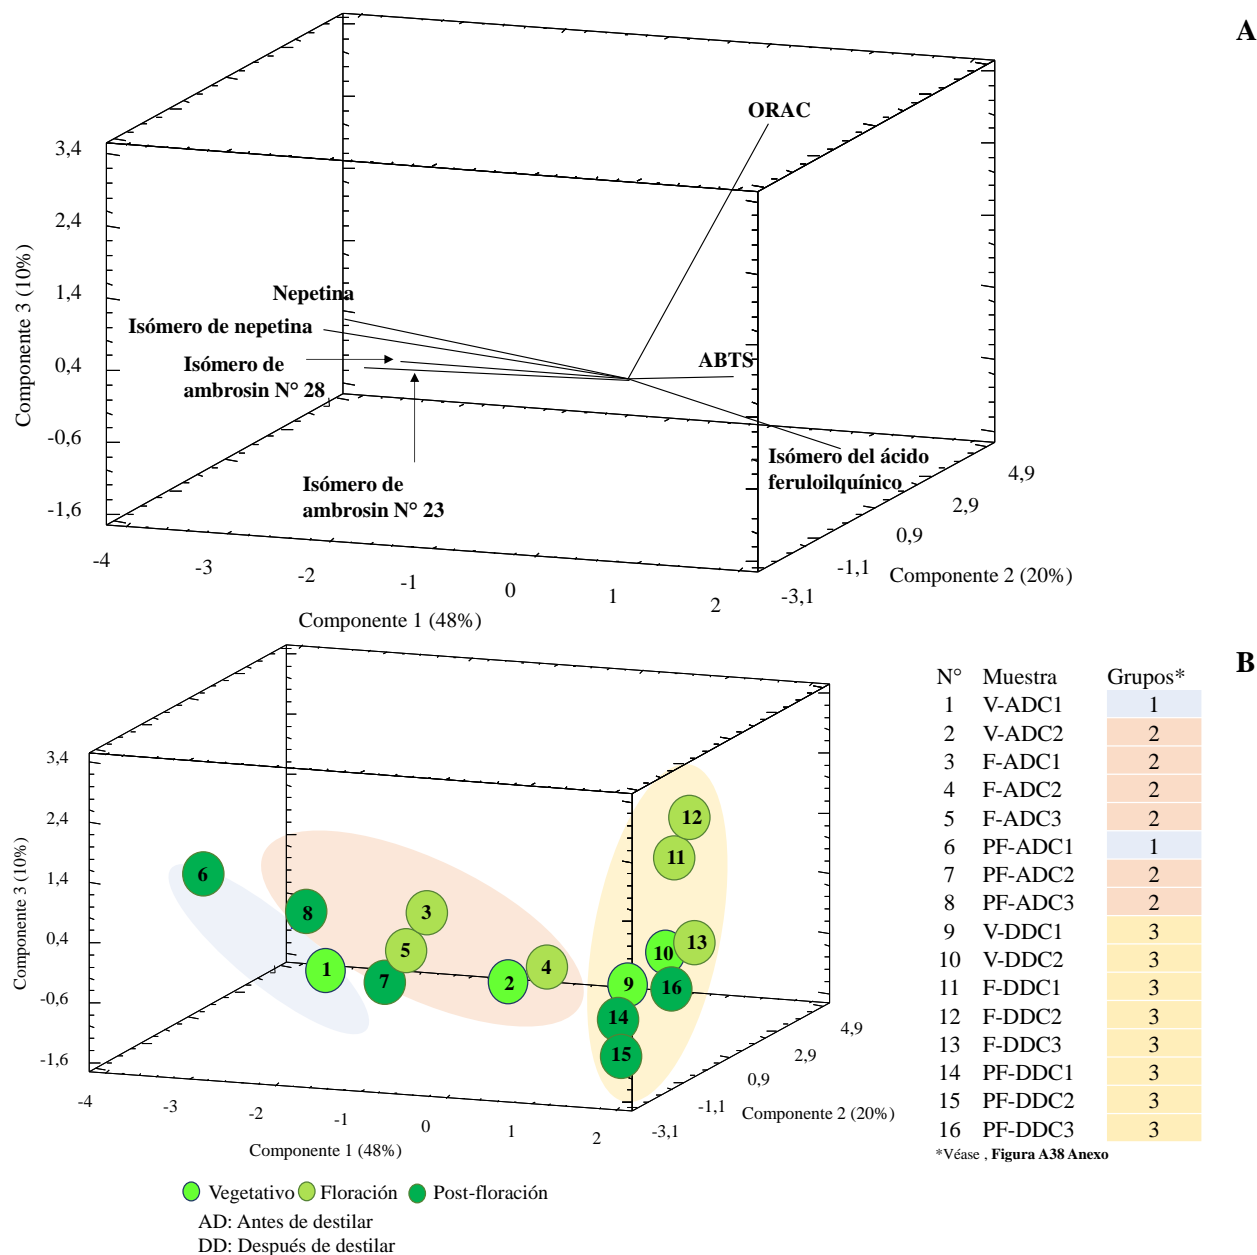 A
ORAC
3,4
2,4
1,4
0,4
-0,6
-1,6
Componente 3 (10%)
Nepetina
Isómero de nepetina
Isómero de
ambrosin N° 28
ABTS
Isómero de
ambrosin N° 23
Isómero del ácido
feruloilquínico
-4
-3
-2
-1
0
1
2
Componente 1 (48%)
-3,1
-1,1
0,9
2,9
4,9
Componente 2 (20%)
B
3,4
2,4
1,4
0,4
-0,6
-1,6
Componente 3 (10%)
6
8
3
5
1
7
2
4
12
11
10
13
9
16
14
15
-4
-3
-2
-1
0
1
2
Componente 1 (48%)
-3,1
-1,1
0,9
2,9
4,9
Componente 2 (20%)
N° Muestra Grupos*
1 V-ADC1 1
2 V-ADC2 2
3 F-ADC1 2
4 F-ADC2 2
5 F-ADC3 2
6 PF-ADC1 1
7 PF-ADC2 2
8 PF-ADC3 2
9 V-DDC1 3
10 V-DDC2 3
11 F-DDC1 3
12 F-DDC2 3
13 F-DDC3 3
14 PF-DDC1 3
15 PF-DDC2 3
16 PF-DDC3 3
*Véase , Figura A38 Anexo
Vegetativo Floración Post-floración
AD: Antes de destilar
DD: Después de destilar